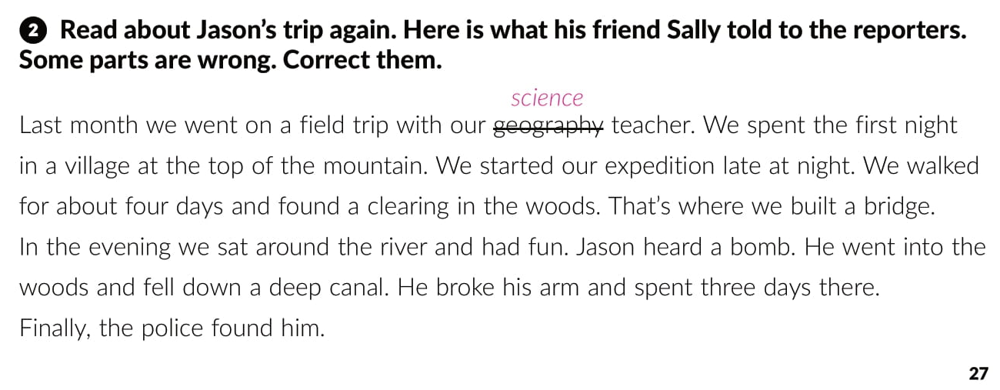 2 Read about Jason's trip again. Here is what his friend Sally told to the reporters.
Some parts are wrong. Correct them.
science
Last month we went on a field trip with our geography teacher. We spent the first night
in a village at the top of the mountain. We started our expedition late at night. We walked
for about four days and found a clearing in the woods. That's where we built a bridge.
In the evening we sat around the river and had fun. Jason heard a bomb. He went into the
woods and fell down a deep canal. He broke his arm and spent three days there.
Finally, the police found him.
27